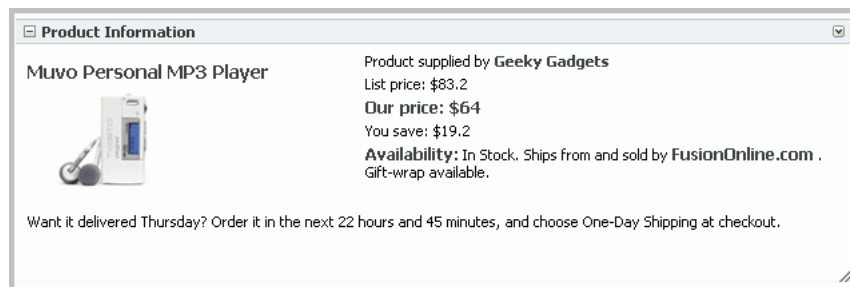 Product Information
Muvo Personal MP3 Player
Product supplied by Geeky Gadgets
List price: $83.2
Our price: $64
You save: $19.2
Availability: In Stock. Ships from and sold by FusionOnline.com .
Gift-wrap available.
Want it delivered Thursday? Order it in the next 22 hours and 45 minutes, and choose One-Day Shipping at checkout.